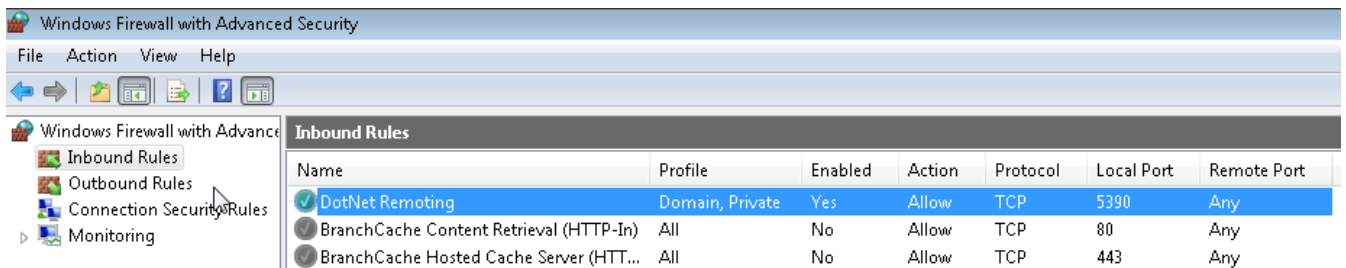 Windows Firewall with Advanced Security
File Action View Help
Windows Firewall with Advance
Inbound Rules
Outbound Rules
Connection Security Rules
Monitoring
Inbound Rules
Name Profile Enabled Action Protocol Local Port Remote Port
DotNet Remoting Domain, Private Yes Allow TCP 5390 Any
BranchCache Content Retrieval (HTTP-In) All No Allow TCP 80 Any
BranchCache Hosted Cache Server (HTT... All No Allow TCP 443 Any